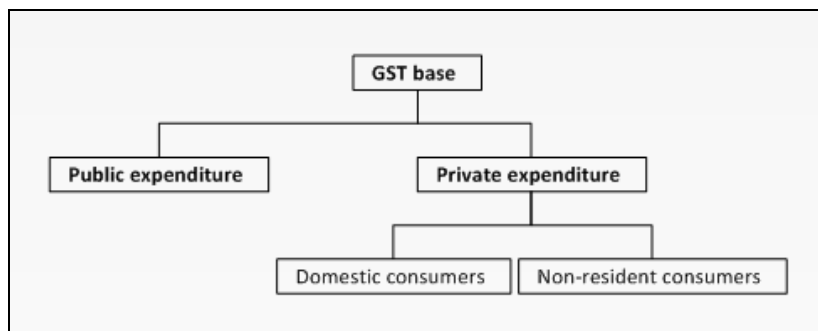 GST base
Public expenditure
Private expenditure
Domestic consumers
Non-resident consumers